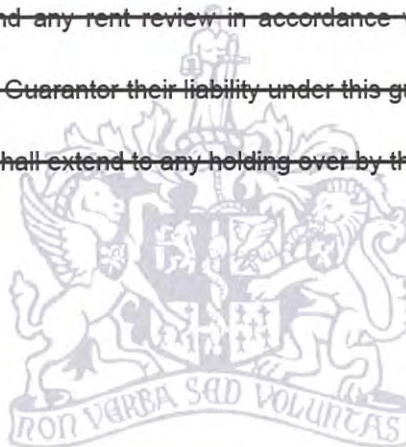 nd any rent review in accordance
Guarantor their liability under this g
hall extend to any holding over by th
NON VERBA SED VOLUNTAS